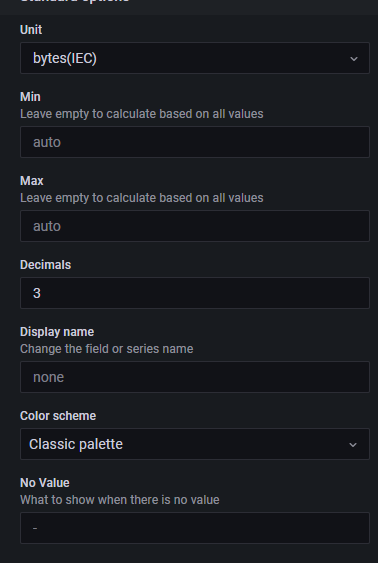 Standard options
Unit
bytes(IEC)
Min
Leave empty to calculate based on all values
auto
Max
Leave empty to calculate based on all values
auto
Decimals
3
Display name
Change the field or series name
none
Color scheme
Classic palette
No Value
What to show when there is no value
-